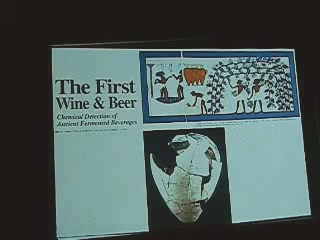 The First
Wine & Beer
Chemical Detection of
Ancient Fermented Beverages